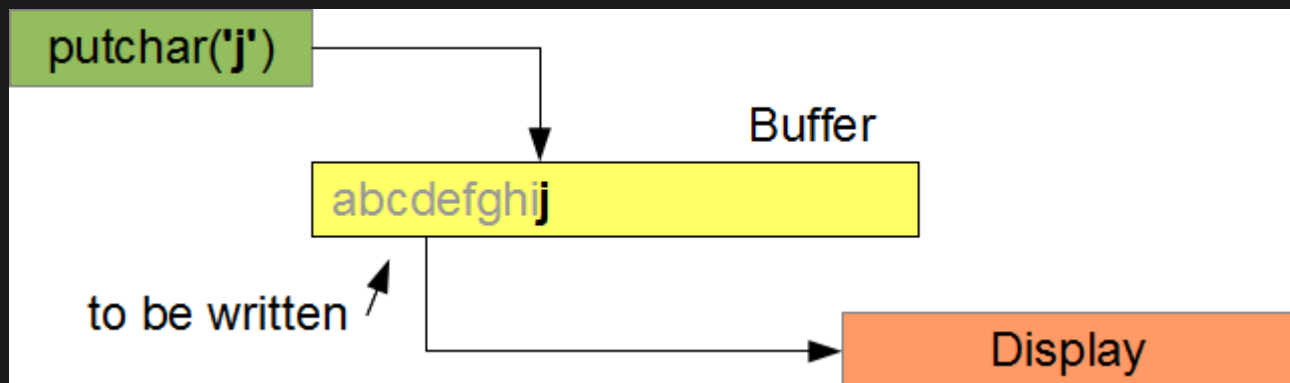 putchar('j')
Buffer
abcdefghij
to be written
Display